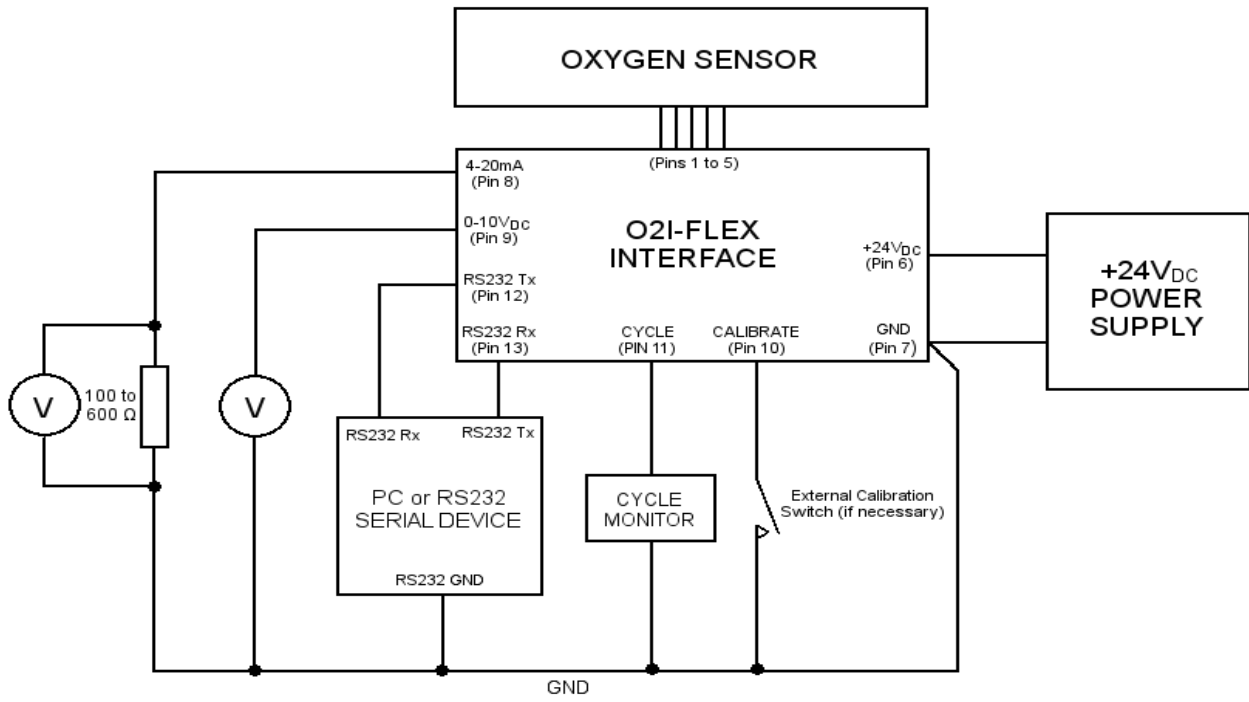 OXYGEN SENSOR
(Pins 1 to 5)
4-20mA
(Pin 8)
0-10VDC
(Pin 9)
RS232 Tx
(Pin 12)
RS232 Rx
(Pin 13)
O2I-FLEX
INTERFACE
CYCLE
(PIN 11)
CALIBRATE
(Pin 10)
+24VDC
(Pin 6)
GND
(Pin 7)
+24VDC
POWER
SUPPLY
V
100 to
600 Ω
V
RS232 Rx
RS232 Tx
PC or RS232
SERIAL DEVICE
RS232 GND
CYCLE
MONITOR
External Calibration
Switch (if necessary)
GND